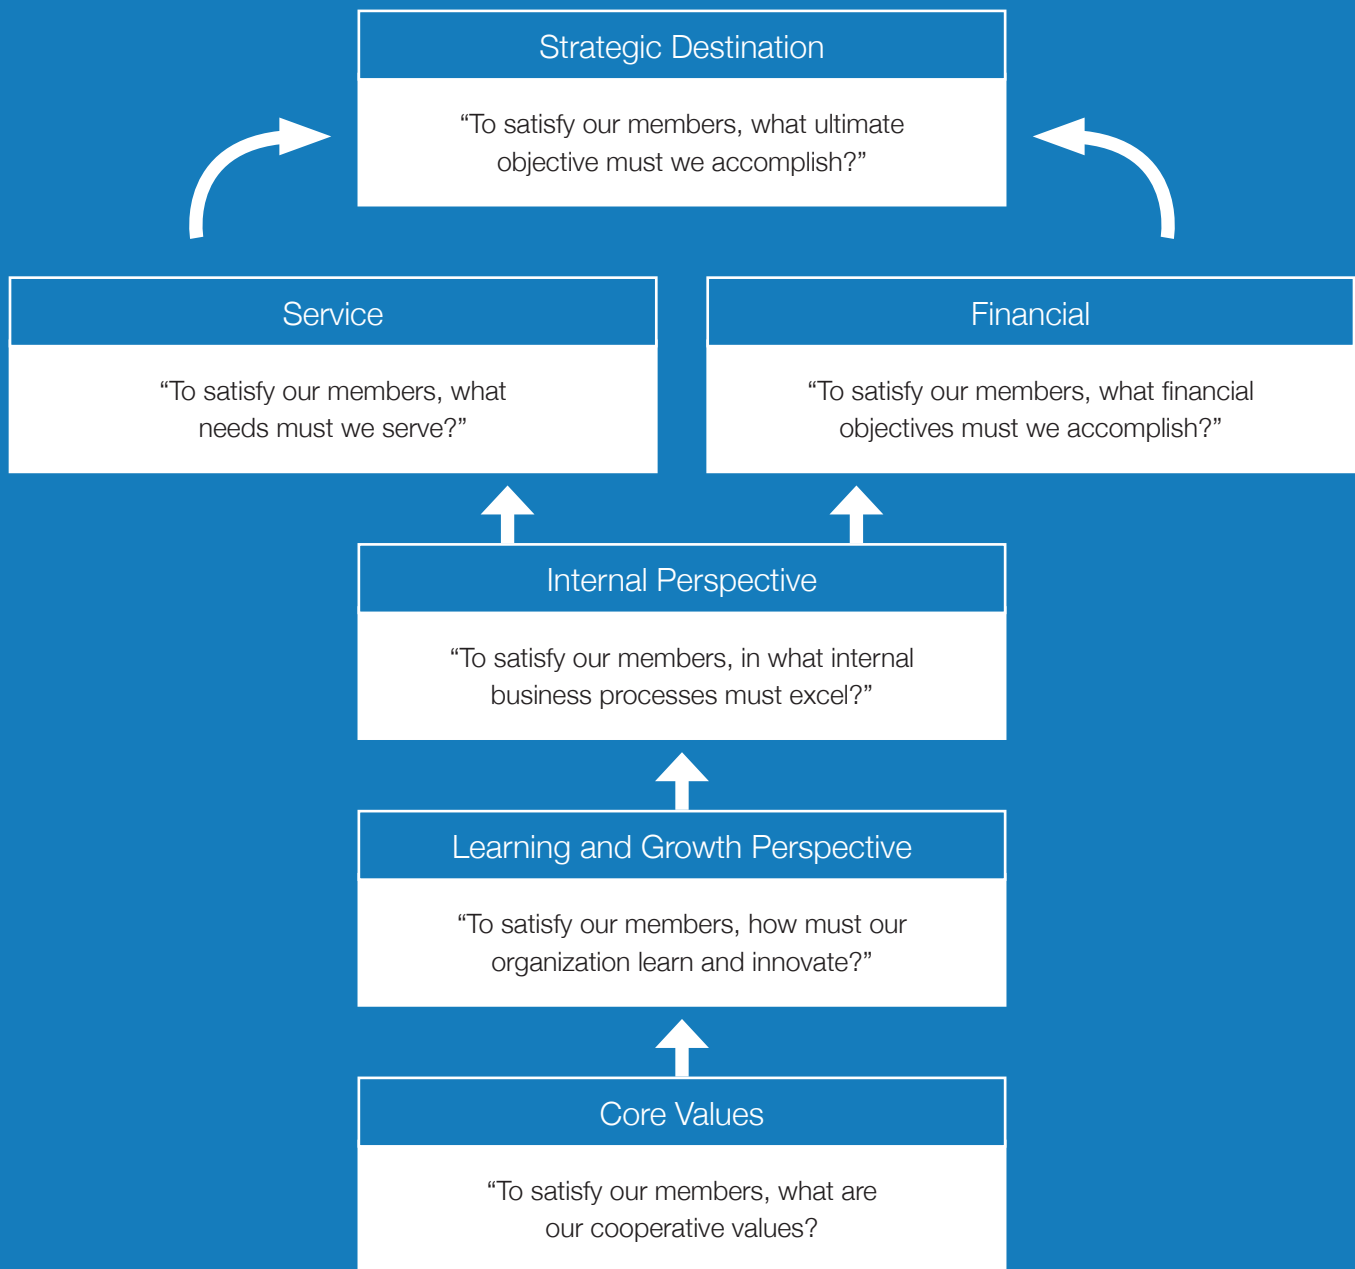 Strategic Destination
“To satisfy our members, what ultimate
objective must we accomplish?”
Service
“To satisfy our members, what
needs must we serve?”
Financial
“To satisfy our members, what financial
objectives must we accomplish?”
Internal Perspective
“To satisfy our members, in what internal
business processes must excel?”
Learning and Growth Perspective
“To satisfy our members, how must our
organization learn and innovate?”
Core Values
“To satisfy our members, what are
our cooperative values?